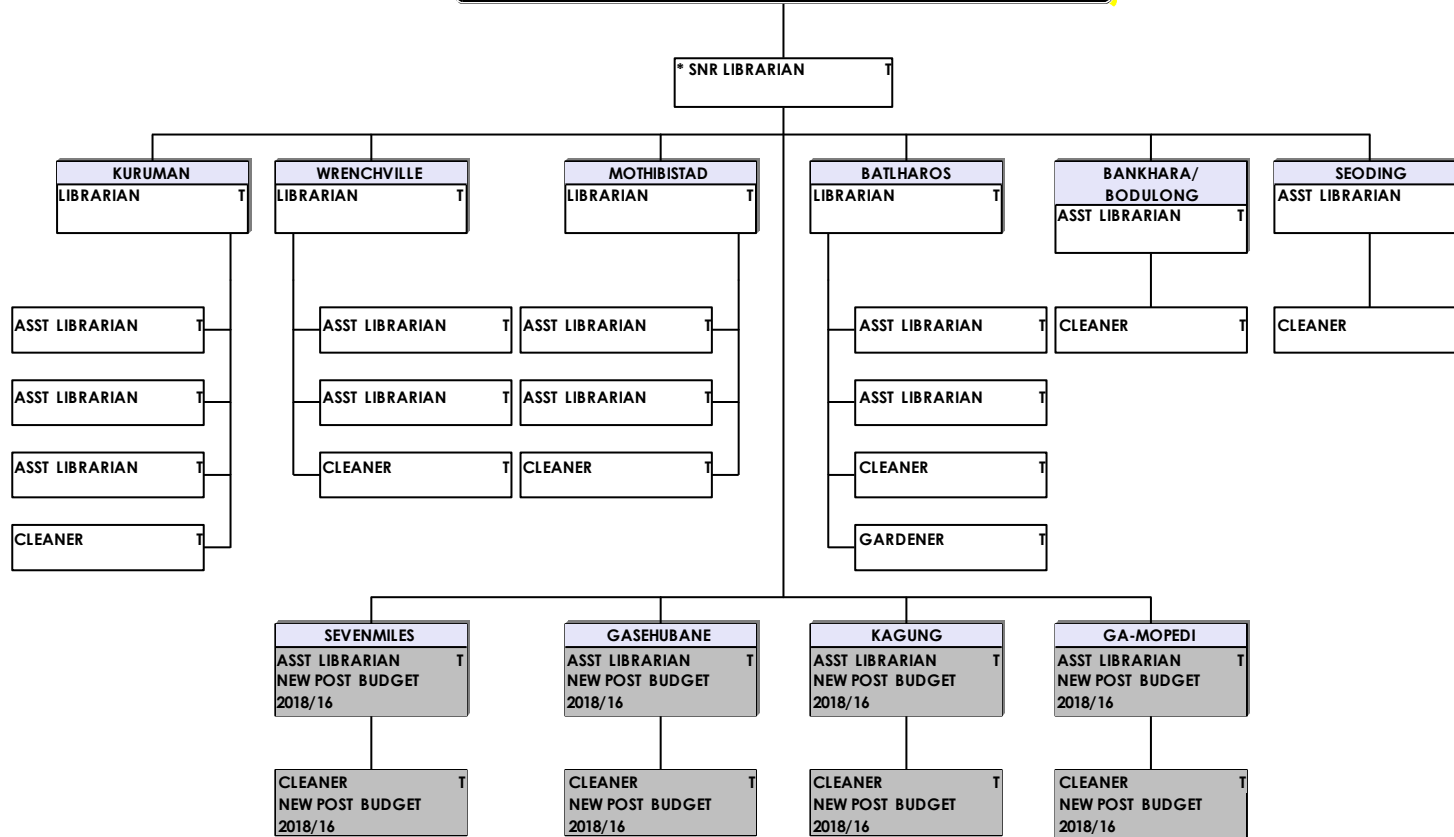 * SNR LIBRARIAN T
KURUMAN
LIBRARIAN T
WRENCHVILLE
LIBRARIAN T
MOTHIBISTAD
LIBRARIAN T
BATLHAROS
LIBRARIAN T
BANKHARA/
BODULONG
ASST LIBRARIAN T
SEODING
ASST LIBRARIAN
ASST LIBRARIAN T
ASST LIBRARIAN T
ASST LIBRARIAN T
CLEANER T
ASST LIBRARIAN T
ASST LIBRARIAN T
CLEANER T
ASST LIBRARIAN T
ASST LIBRARIAN T
CLEANER T
ASST LIBRARIAN T
ASST LIBRARIAN T
CLEANER T
GARDENER T
CLEANER T
CLEANER
SEVENMILES
ASST LIBRARIAN T
NEW POST BUDGET
2018/16
GASEHUBANE
ASST LIBRARIAN T
NEW POST BUDGET
2018/16
KAGUNG
ASST LIBRARIAN T
NEW POST BUDGET
2018/16
GA-MOPEDI
ASST LIBRARIAN T
NEW POST BUDGET
2018/16
CLEANER T
NEW POST BUDGET
2018/16
CLEANER T
NEW POST BUDGET
2018/16
CLEANER T
NEW POST BUDGET
2018/16
CLEANER T
NEW POST BUDGET
2018/16